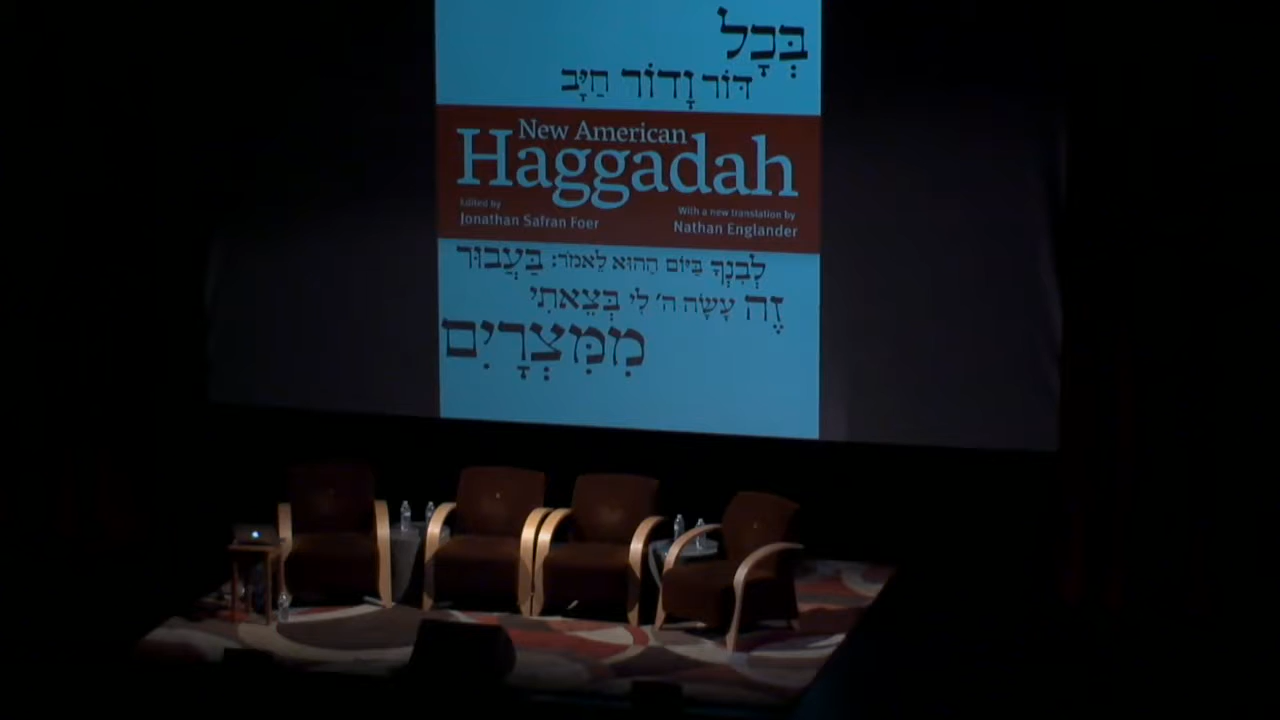 בְּכָל
דּוֹר וָדוֹר חַיָּב
New American
Haggadah
Edited by
Jonathan Safran Foer
With a new translation by
Nathan Englander
לְבִנְךָ בַּיּוֹם הַהוּא לֵאמֹר: בַּעֲבוּר
זֶה עָשָׂה ה׳ לִי בְּצֵאתִי
מִמִּצְרָיִם